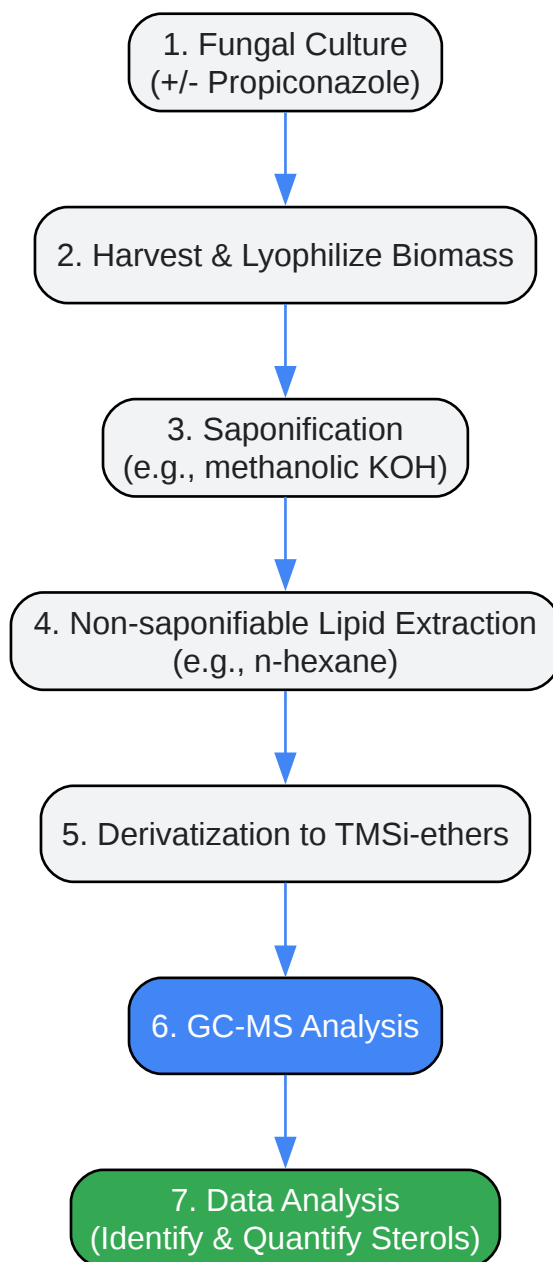 1. Fungal Culture
(+/- Propiconazole)
2. Harvest & Lyophilize Biomass
3. Saponification
(e.g., methanolic KOH)
4. Non-saponifiable Lipid Extraction
(e.g., n-hexane)
5. Derivatization to TMSi-ethers
6. GC-MS Analysis
7. Data Analysis
(Identify & Quantify Sterols)